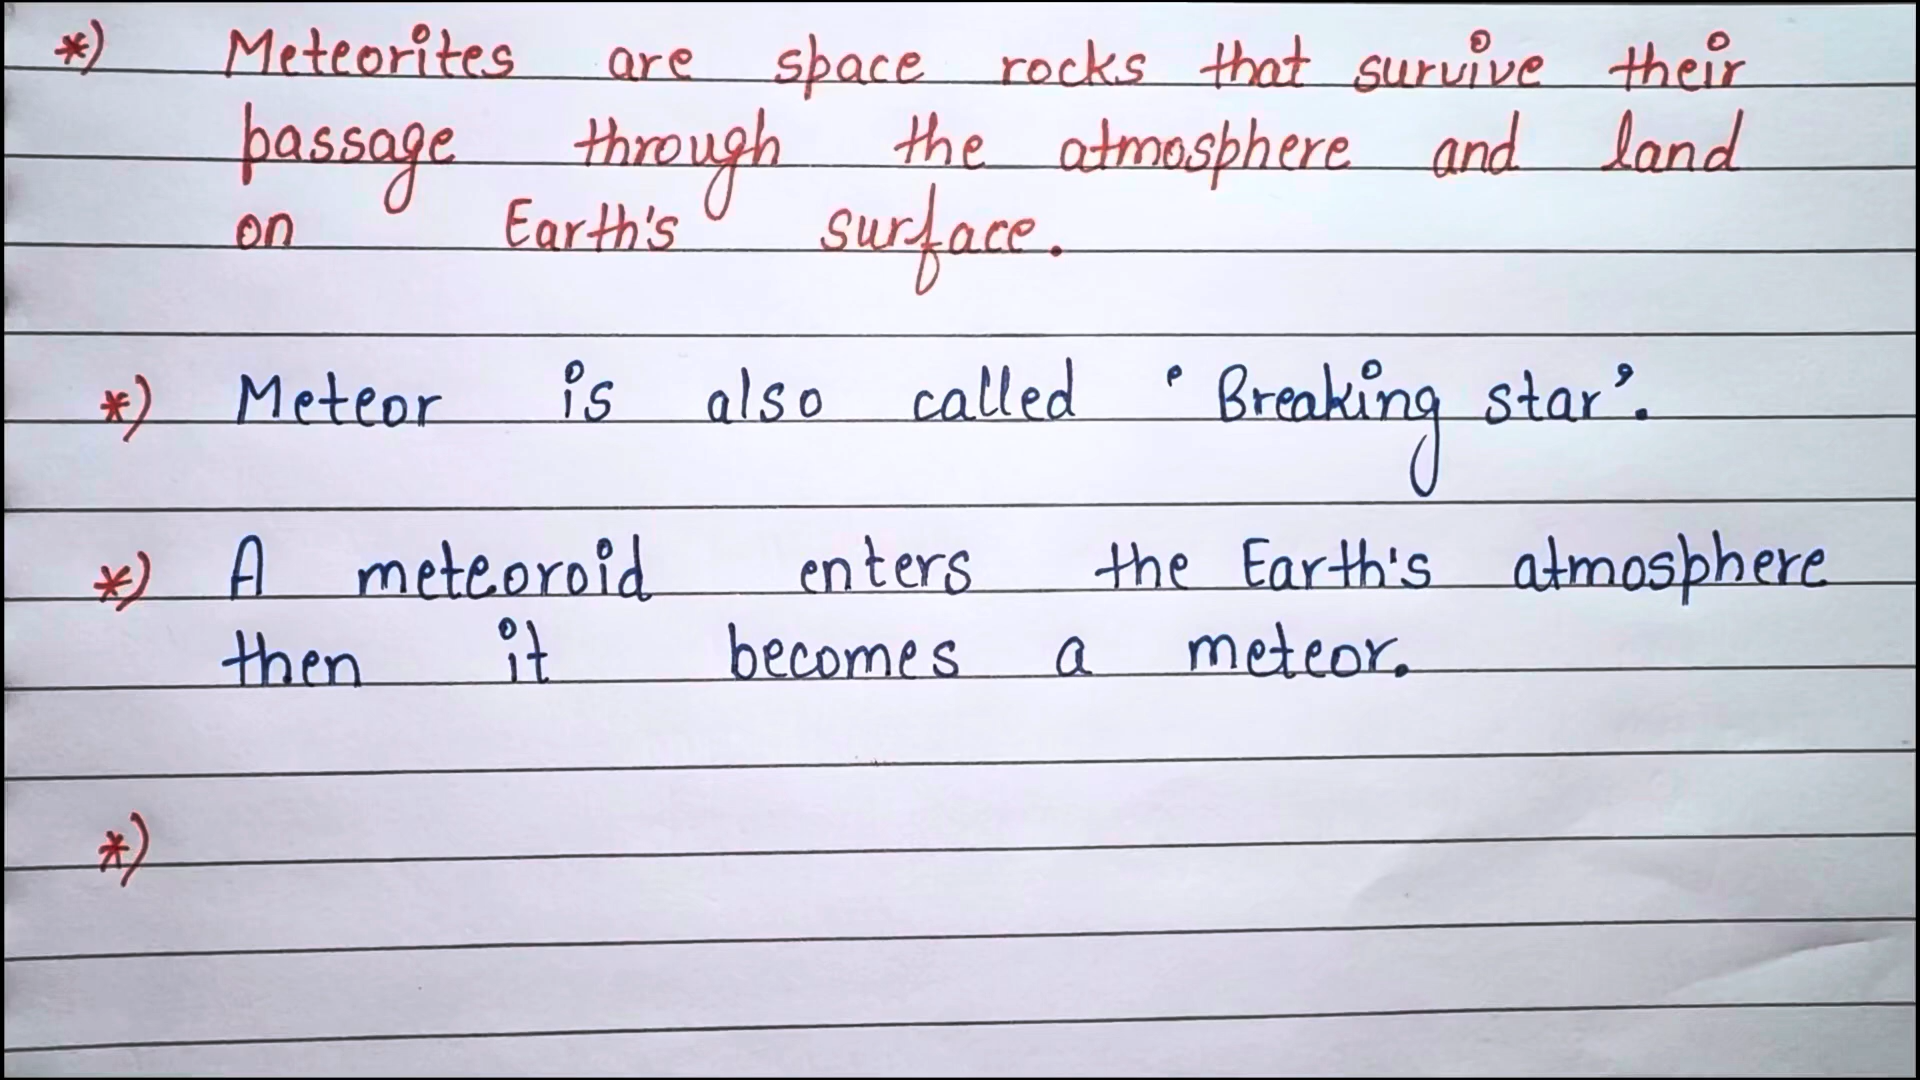 *) Meteorites are space rocks that survive their
passage through the atmosphere and land
on Earth's surface.
*) Meteor is also called 'Breaking star'.
*) A meteoroid enters the Earth's atmosphere
then it becomes a meteor.
*)